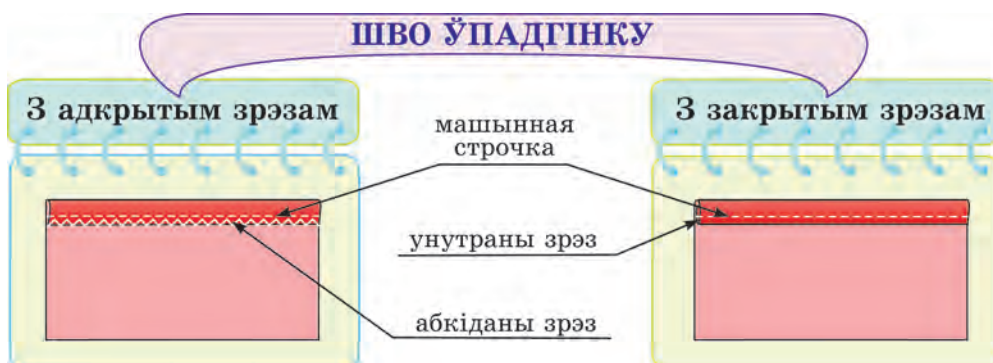 ШВО ЎПАДГІНКУ
З адкрытым зрэзам
З закрытым зрэзам
машынная
строчка
унутраны зрэз
абкіданы зрэз